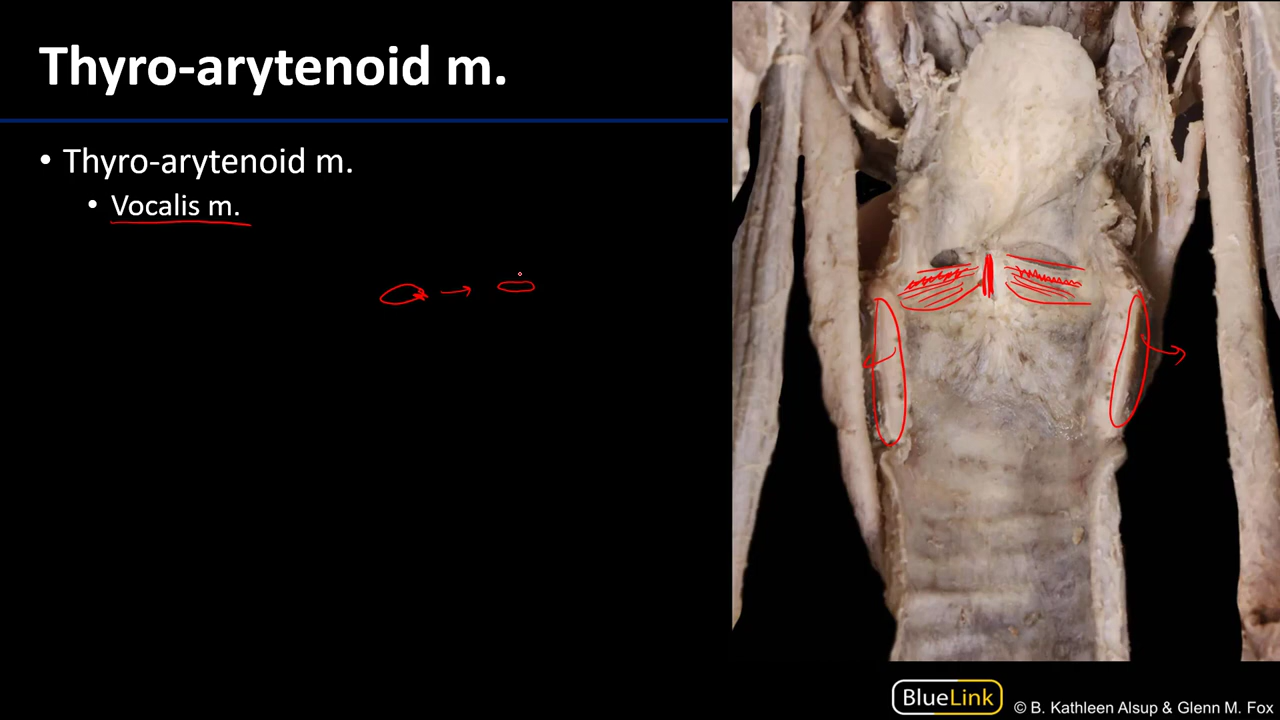 Thyro-arytenoid m.
• Thyro-arytenoid m.
• Vocalis m.
BlueLink
© B. Kathleen Alsup & Glenn M. Fox